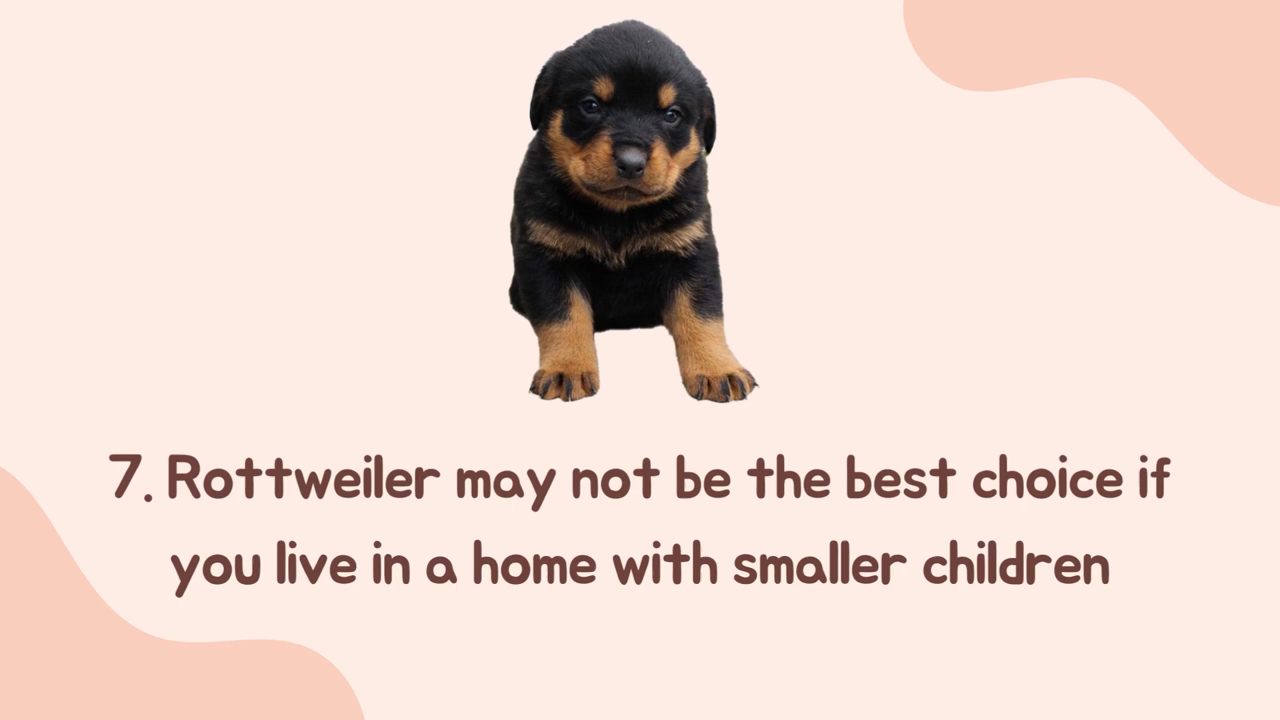 7. Rottweiler may not be the best choice if
you live in a home with smaller children